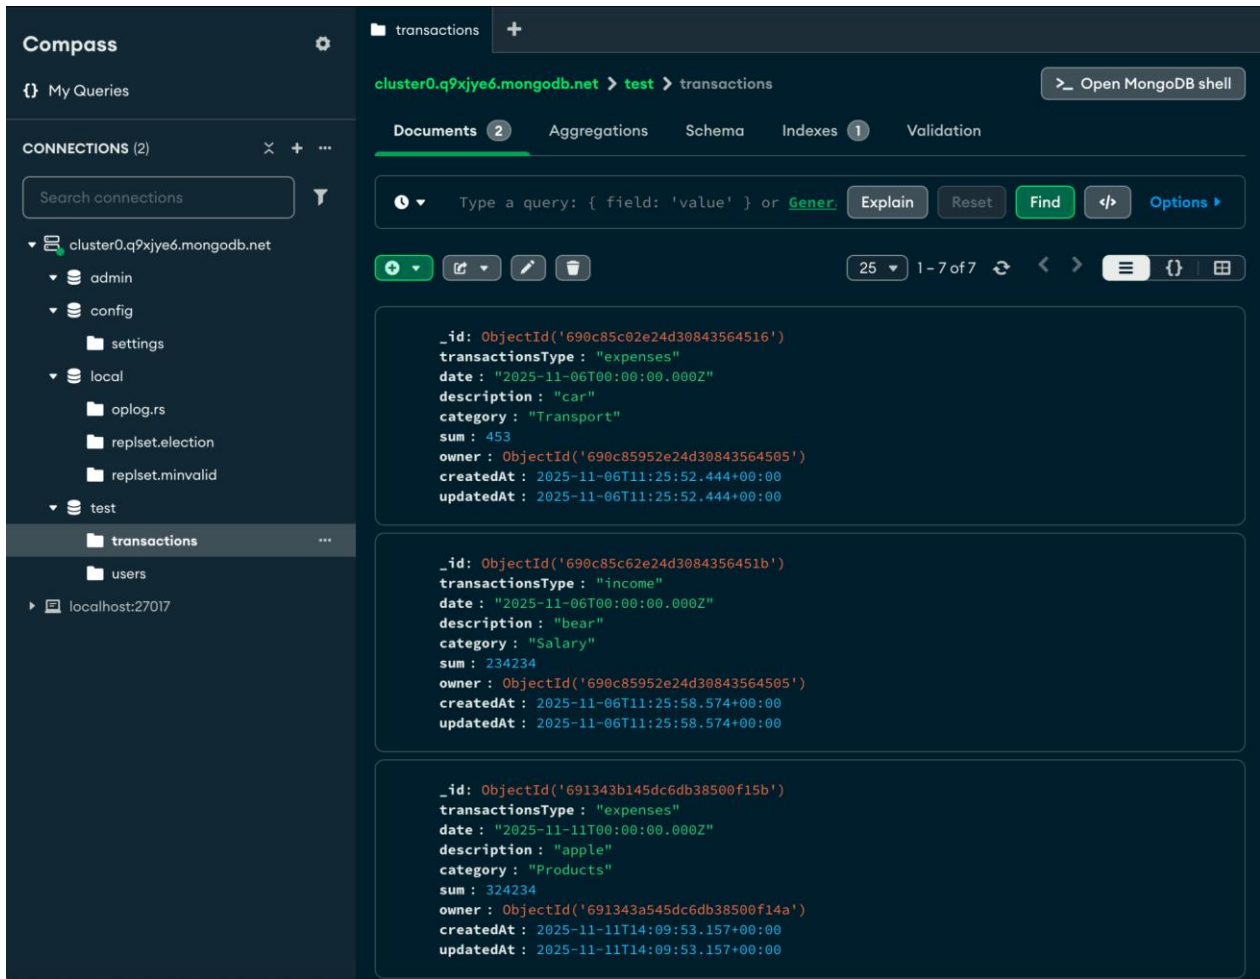 Compass
{} My Queries
CONNECTIONS (2)
Search connections
cluster0.q9xjye6.mongodb.net
admin
config
settings
local
oplog.rs
replset.election
replset.minvalid
test
transactions
users
localhost:27017
transactions
cluster0.q9xjye6.mongodb.net > test > transactions
>_ Open MongoDB shell
Documents 2 Aggregations Schema Indexes 1 Validation
Type a query: { field: 'value' } or Gener Explain Reset Find </> Options
25 1 – 7 of 7 {}
_id: ObjectId('690c85c02e24d30843564516')
transactionsType : "expenses"
date : "2025-11-06T00:00:00.000Z"
description : "car"
category : "Transport"
sum : 453
owner : ObjectId('690c85952e24d30843564505')
createdAt : 2025-11-06T11:25:52.444+00:00
updatedAt : 2025-11-06T11:25:52.444+00:00
_id: ObjectId('690c85c62e24d3084356451b')
transactionsType : "income"
date : "2025-11-06T00:00:00.000Z"
description : "bear"
category : "Salary"
sum : 234234
owner : ObjectId('690c85952e24d30843564505')
createdAt : 2025-11-06T11:25:58.574+00:00
updatedAt : 2025-11-06T11:25:58.574+00:00
_id: ObjectId('691343b145dc6db38500f15b')
transactionsType : "expenses"
date : "2025-11-11T00:00:00.000Z"
description : "apple"
category : "Products"
sum : 324234
owner : ObjectId('691343a545dc6db38500f14a')
createdAt : 2025-11-11T14:09:53.157+00:00
updatedAt : 2025-11-11T14:09:53.157+00:00